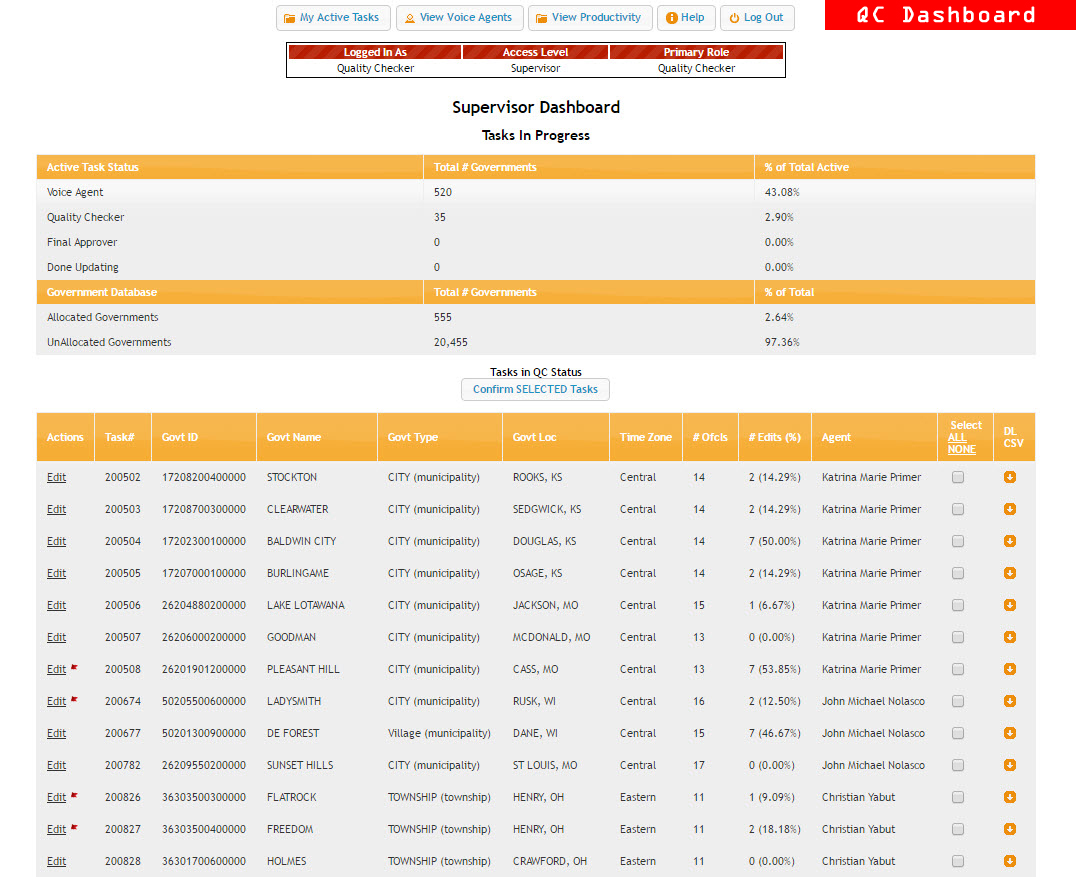 My Active Tasks View Voice Agents View Productivity Help Log Out QC Dashboard
Logged In As Access Level Primary Role
Quality Checker Supervisor Quality Checker
Supervisor Dashboard
Tasks In Progress
Active Task Status Total # Governments % of Total Active
Voice Agent 520 43.08%
Quality Checker 35 2.90%
Final Approver 0 0.00%
Done Updating 0 0.00%
Government Database Total # Governments % of Total
Allocated Governments 555 2.64%
UnAllocated Governments 20,455 97.36%
Tasks in QC Status
Confirm SELECTED Tasks
Actions Task# Govt ID Govt Name Govt Type Govt Loc Time Zone # Ofcls # Edits (%) Agent Select ALL NONE DL CSV
Edit 200502 17208200400000 STOCKTON CITY (municipality) ROOKS, KS Central 14 2 (14.29%) Katrina Marie Primer
Edit 200503 17208700300000 CLEARWATER CITY (municipality) SEDGWICK, KS Central 14 2 (14.29%) Katrina Marie Primer
Edit 200504 17202300100000 BALDWIN CITY CITY (municipality) DOUGLAS, KS Central 14 7 (50.00%) Katrina Marie Primer
Edit 200505 17207000100000 BURLINGAME CITY (municipality) OSAGE, KS Central 14 2 (14.29%) Katrina Marie Primer
Edit 200506 26204880200000 LAKE LOTAWANA CITY (municipality) JACKSON, MO Central 15 1 (6.67%) Katrina Marie Primer
Edit 200507 26206000200000 GOODMAN CITY (municipality) MCDONALD, MO Central 13 0 (0.00%) Katrina Marie Primer
Edit 200508 26201901200000 PLEASANT HILL CITY (municipality) CASS, MO Central 13 7 (53.85%) Katrina Marie Primer
Edit 200674 50205500600000 LADYSMITH CITY (municipality) RUSK, WI Central 16 2 (12.50%) John Michael Nolasco
Edit 200677 50201300900000 DE FOREST Village (municipality) DANE, WI Central 15 7 (46.67%) John Michael Nolasco
Edit 200782 26209550200000 SUNSET HILLS CITY (municipality) ST LOUIS, MO Central 17 0 (0.00%) John Michael Nolasco
Edit 200826 36303500300000 FLATROCK TOWNSHIP (township) HENRY, OH Eastern 11 1 (9.09%) Christian Yabut
Edit 200827 36303500400000 FREEDOM TOWNSHIP (township) HENRY, OH Eastern 11 2 (18.18%) Christian Yabut
Edit 200828 36301700600000 HOLMES TOWNSHIP (township) CRAWFORD, OH Eastern 11 0 (0.00%) Christian Yabut